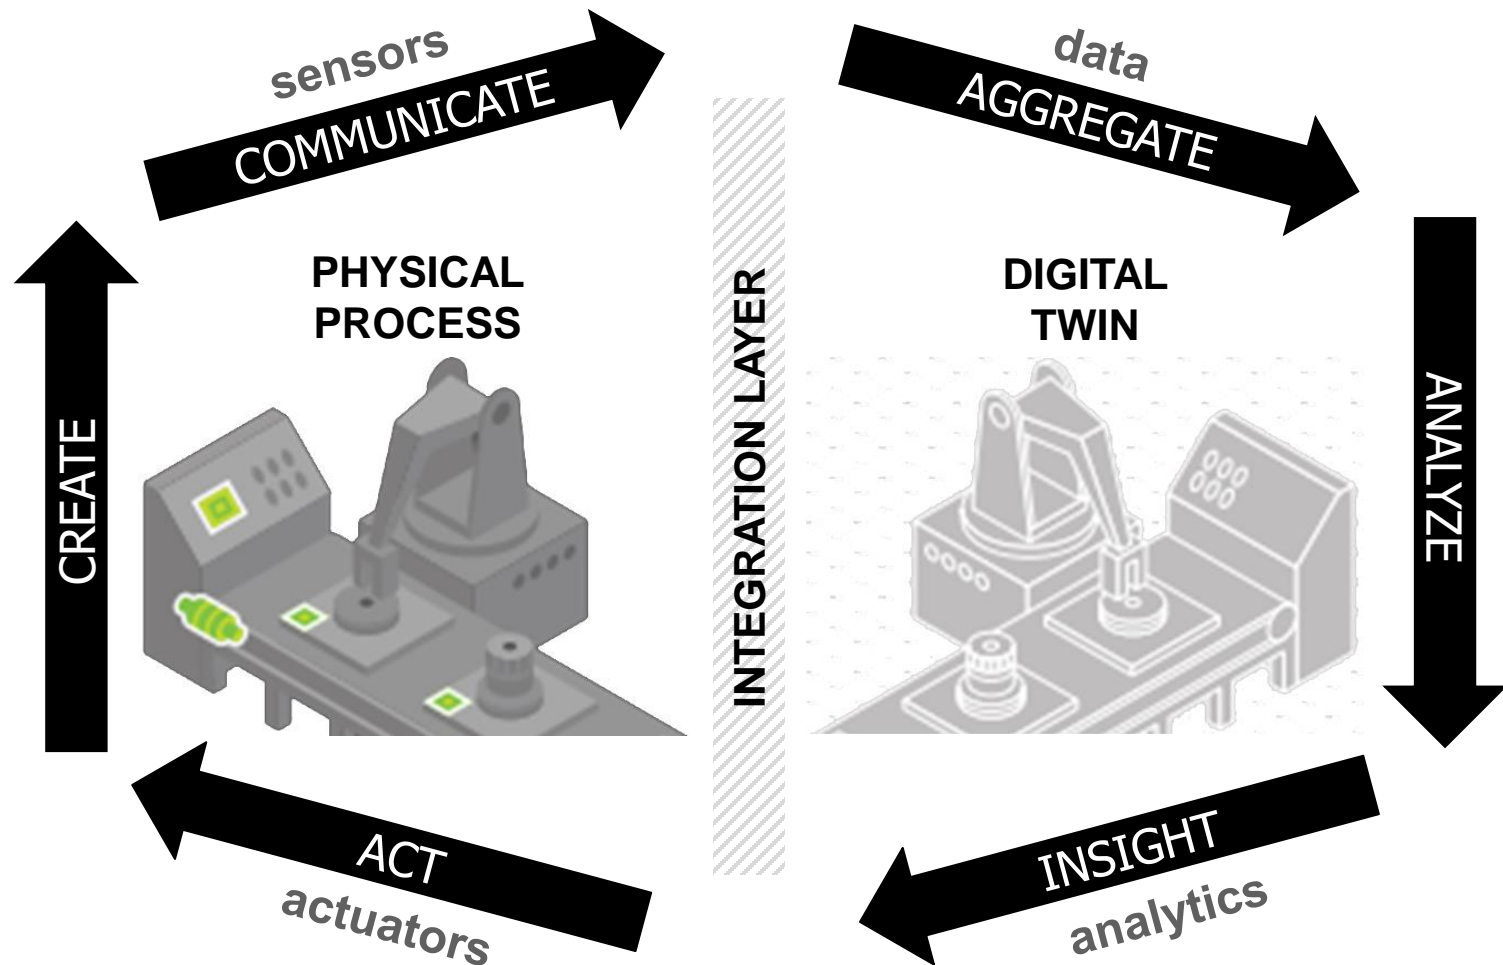 sensors
COMMUNICATE
data
AGGREGATE
PHYSICAL
PROCESS
DIGITAL
TWIN
CREATE
INTEGRATION LAYER
ANALYZE
ACT
actuators
INSIGHT
analytics